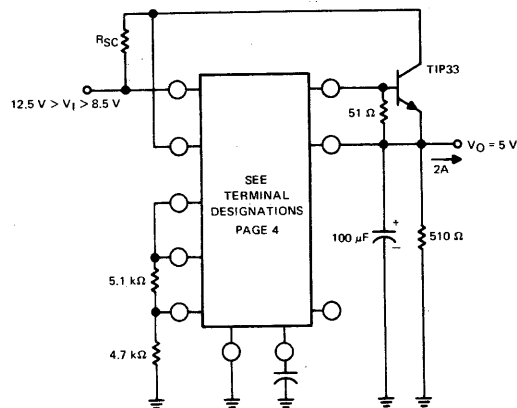 RSC
TIP33
12.5 V > VI > 8.5 V
51 Ω
VO = 5 V
2A
SEE
TERMINAL
DESIGNATIONS
PAGE 4
100 μF
+
−
510 Ω
5.1 kΩ
4.7 kΩ